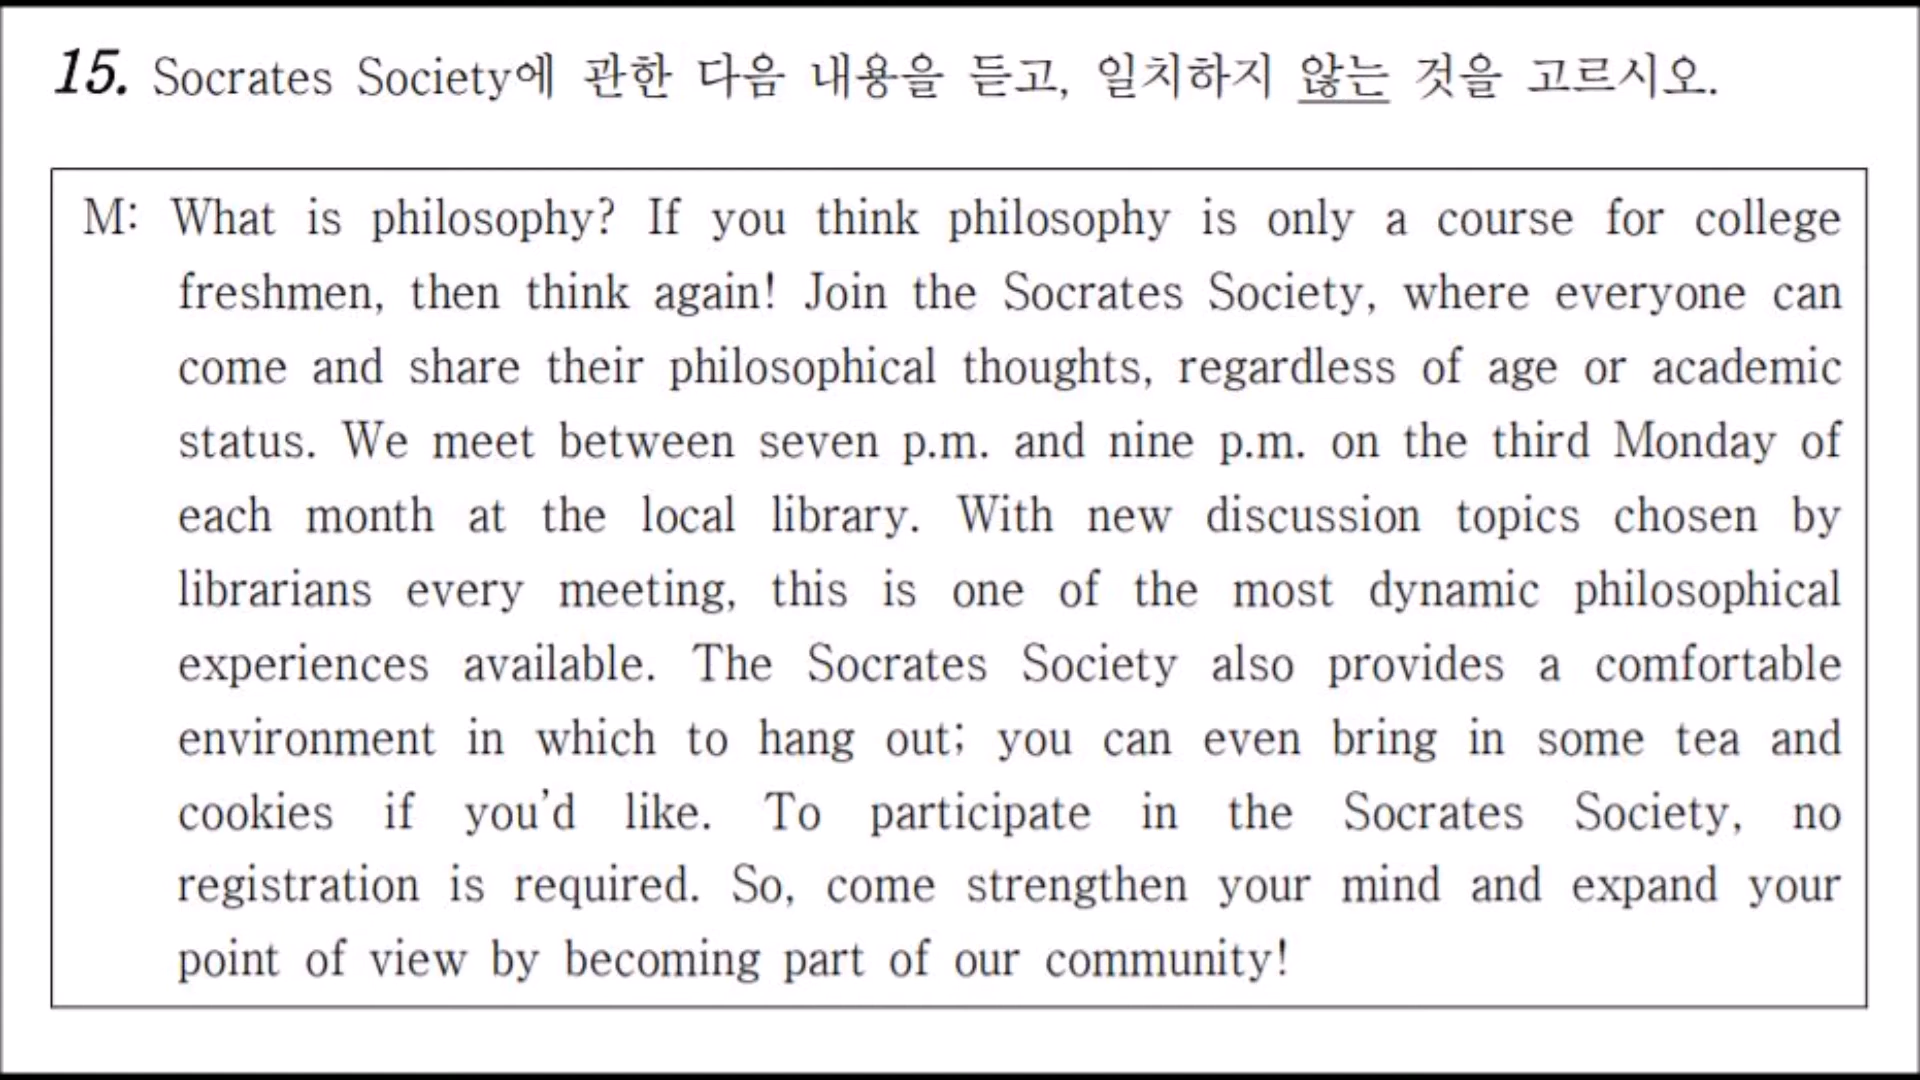 15. Socrates Society에 관한 다음 내용을 듣고, 일치하지 않는 것을 고르시오.
M: What is philosophy? If you think philosophy is only a course for college
freshmen, then think again! Join the Socrates Society, where everyone can
come and share their philosophical thoughts, regardless of age or academic
status. We meet between seven p.m. and nine p.m. on the third Monday of
each month at the local library. With new discussion topics chosen by
librarians every meeting, this is one of the most dynamic philosophical
experiences available. The Socrates Society also provides a comfortable
environment in which to hang out; you can even bring in some tea and
cookies if you'd like. To participate in the Socrates Society, no
registration is required. So, come strengthen your mind and expand your
point of view by becoming part of our community!